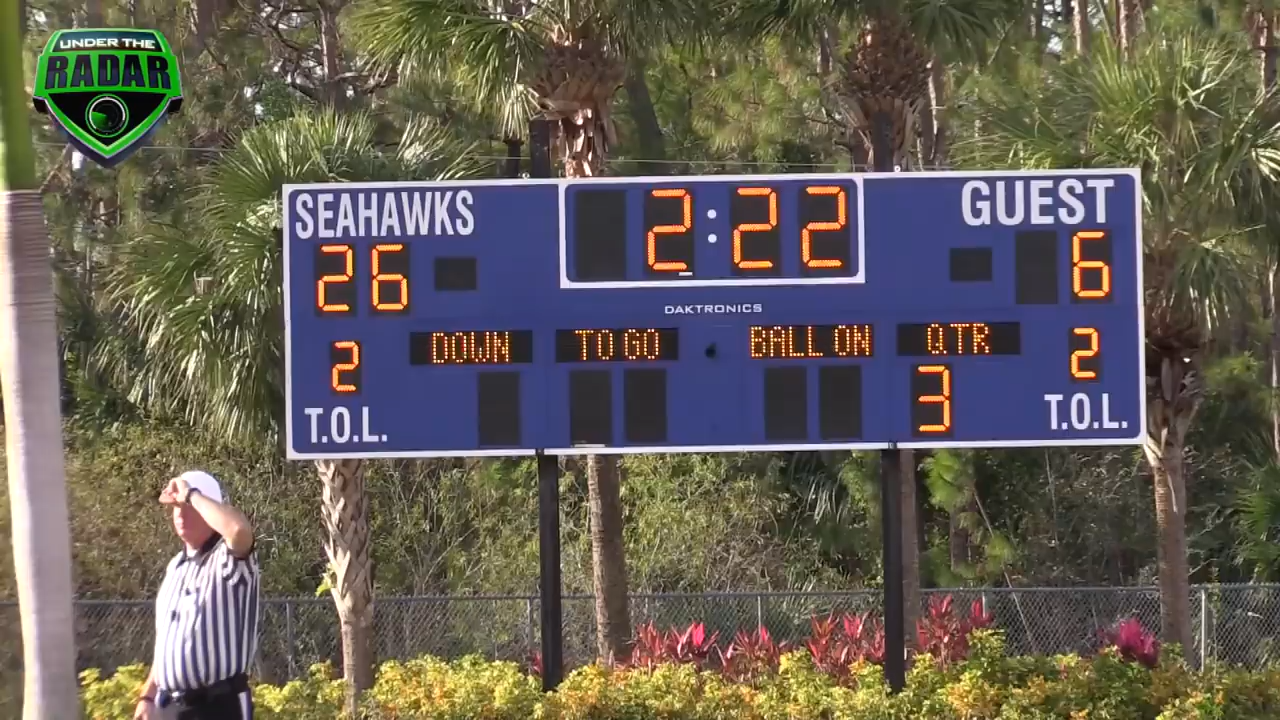 UNDER THE
RADAR
SEAHAWKS
2:22
GUEST
26
6
DAKTRONICS
DOWN
TO GO
BALL ON
QTR
2
3
2
T.O.L.
T.O.L.